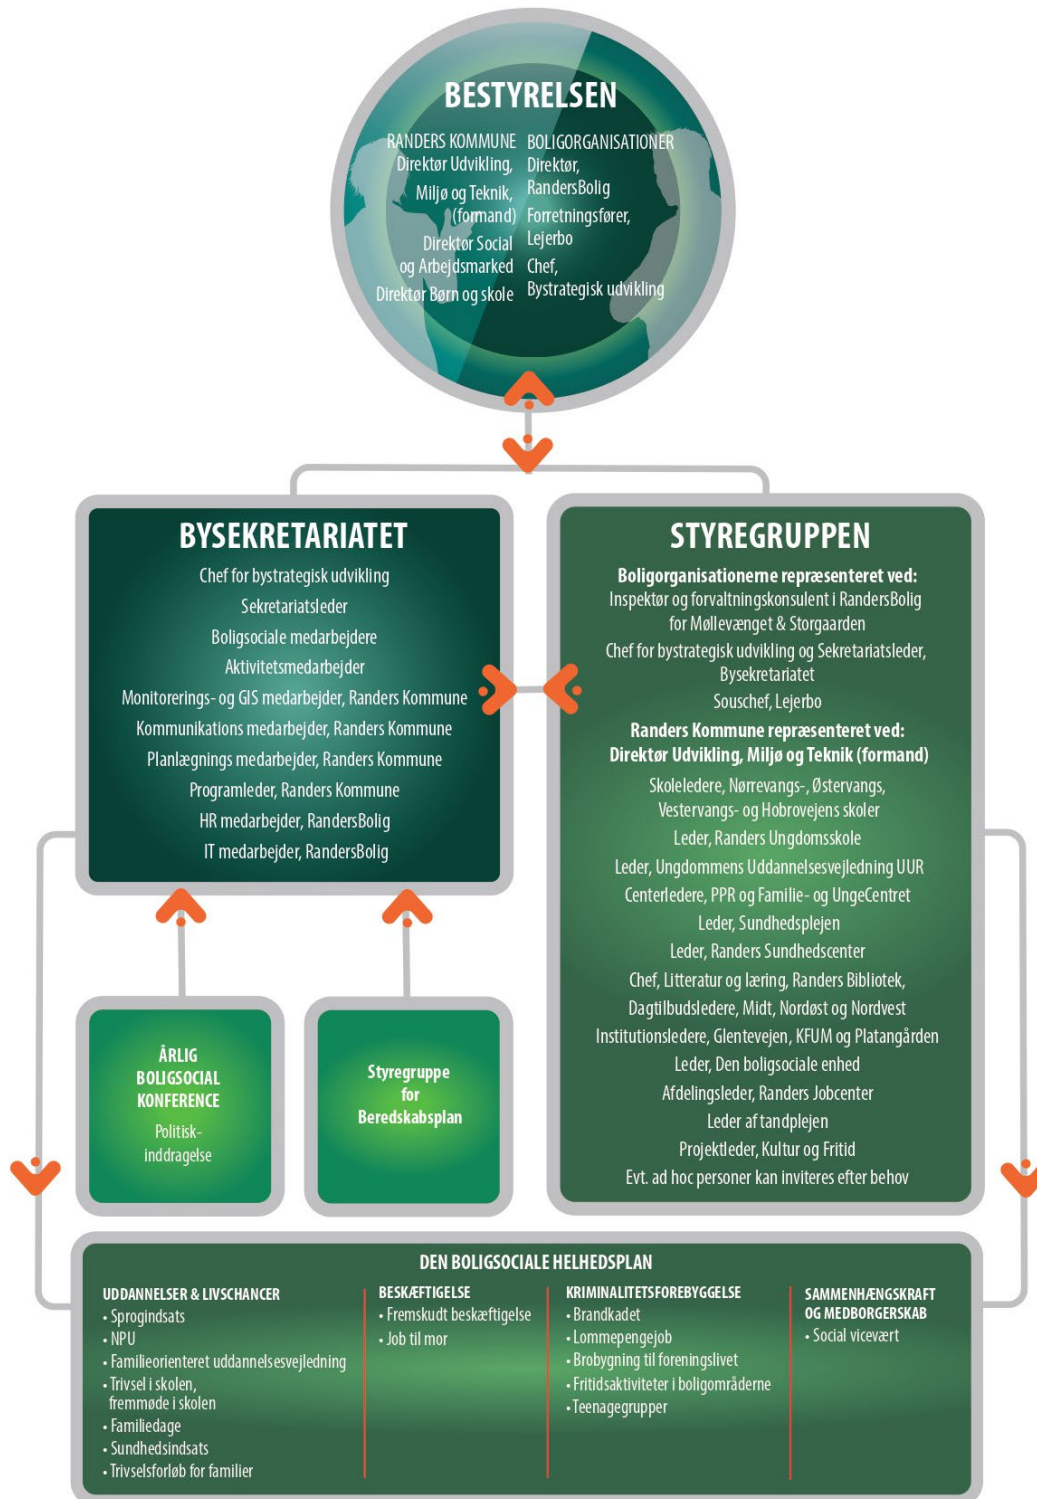 BESTYRELSEN
RANDERS KOMMUNE
Direktør Udvikling,
Miljø og Teknik,
(formand)
Direktør Social
og Arbejdsmarked
Direktør Børn og skole
BOLIGORGANISATIONER
Direktør,
RandersBolig
Forretningsfører,
Lejerbo
Chef,
Bystrategisk udvikling
BYSEKRETARIATET
Chef for bystrategisk udvikling
Sekretariatsleder
Boligsociale medarbejdere
Aktivitetsmedarbejder
Monitorerings- og GIS medarbejder, Randers Kommune
Kommunikations medarbejder, Randers Kommune
Planlægnings medarbejder, Randers Kommune
Programleder, Randers Kommune
HR medarbejder, RandersBolig
IT medarbejder, RandersBolig
STYREGRUPPEN
Boligorganisationerne repræsenteret ved:
Inspektør og forvaltningskonsulent i RandersBolig
for Møllevænget & Storgaarden
Chef for bystrategisk udvikling og Sekretariatsleder,
Bysekretariatet
Souschef, Lejerbo
Randers Kommune repræsenteret ved:
Direktør Udvikling, Miljø og Teknik (formand)
Skoleledere, Nørrevangs-, Østervangs,
Vestervangs- og Hobrovejens skoler
Leder, Randers Ungdomsskole
Leder, Ungdommens Uddannelsesvejledning UUR
Centerledere, PPR og Familie- og UngeCentret
Leder, Sundhedsplejen
Leder, Randers Sundhedscenter
Chef, Litteratur og læring, Randers Bibliotek,
Dagtilbudsledere, Midt, Nordøst og Nordvest
Institutionsledere, Glentevejen, KFUM og Platangården
Leder, Den boligsociale enhed
Afdelingsleder, Randers Jobcenter
Leder af tandplejen
Projektleder, Kultur og Fritid
Evt. ad hoc personer kan inviteres efter behov
ÅRLIG
BOLIGSOCIAL
KONFERENCE
Politisk-
inddragelse
Styregruppe
for
Beredskabsplan
DEN BOLIGSOCIALE HELHEDSPLAN
UDDANNELSER & LIVSCHANCER
• Sprogindsats
• NPU
• Familieorienteret uddannelsesvejledning
• Trivsel i skolen,
fremmøde i skolen
• Familiedage
• Sundhedsindsats
• Trivselsforløb for familier
BESKÆFTIGELSE
• Fremskudt beskæftigelse
• Job til mor
KRIMINALITETSFOREBYGGELSE
• Brandkadet
• Lommepengejob
• Brobygning til foreningslivet
• Fritidsaktiviteter i boligområderne
• Teenagegrupper
SAMMENHÆNGSKRAFT
OG MEDBORGERSKAB
• Social vicevært